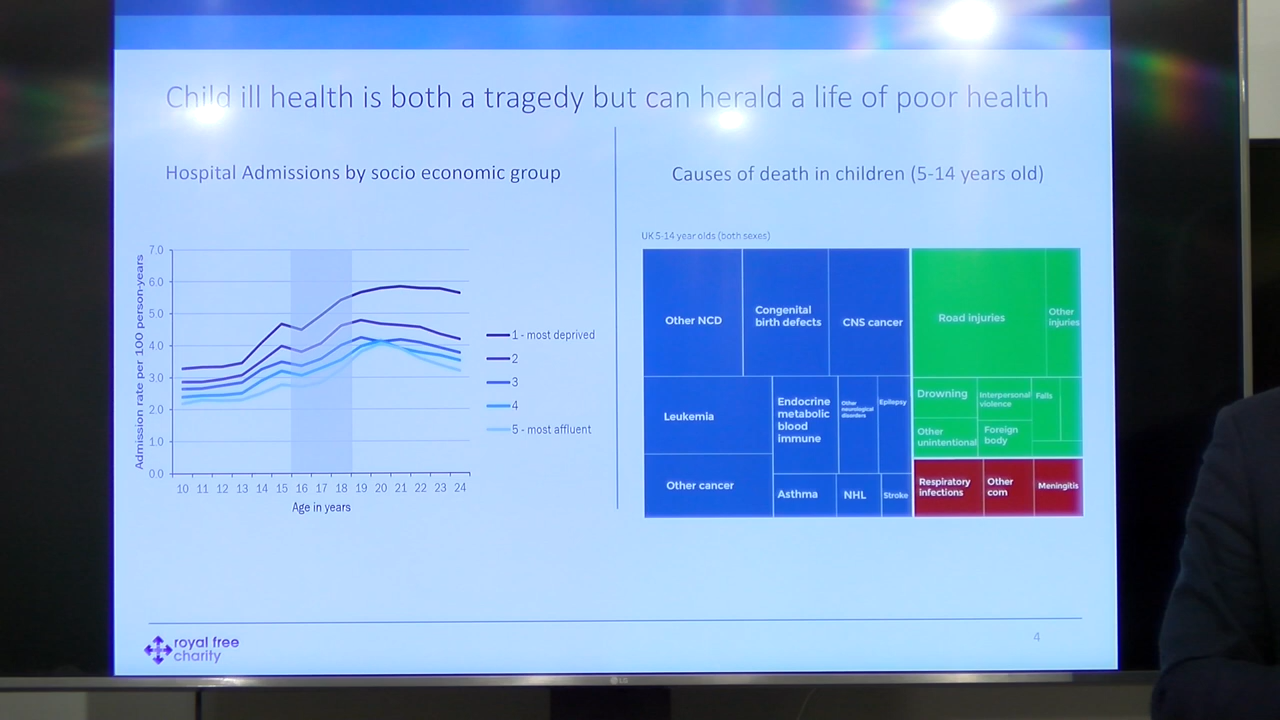 Child ill health is both a tragedy but can herald a life of poor health
Hospital Admissions by socio economic group
Admission rate per 100 person-years
7.0
6.0
5.0
4.0
3.0
2.0
1.0
0.0
10 11 12 13 14 15 16 17 18 19 20 21 22 23 24
Age in years
1 - most deprived
2
3
4
5 - most affluent
Causes of death in children (5-14 years old)
UK 5-14 year olds (both sexes)
Other NCD
Congenital
birth defects
CNS cancer
Leukemia
Other cancer
Endocrine
metabolic
blood
immune
Other
neurological
disorders
Epilepsy
Asthma
NHL
Stroke
Road injuries
Other
injuries
Drowning
Other
unintentional
Interpersonal
violence
Foreign
body
Falls
Respiratory
infections
Other
com
Meningitis
royal free
charity
4
LG